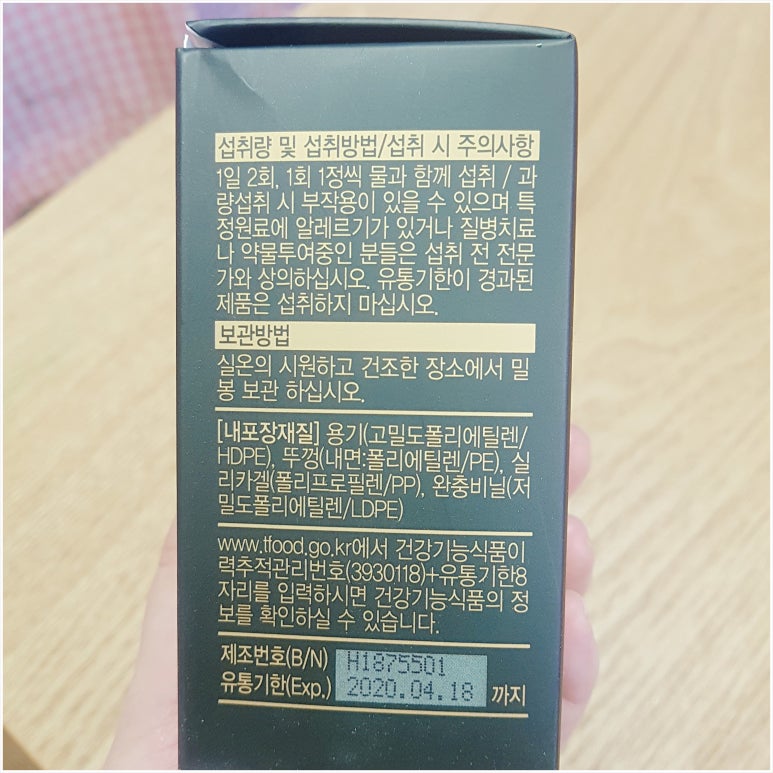 섭취량 및 섭취방법/섭취 시 주의사항
1일 2회, 1회 1정씩 물과 함께 섭취 / 과
량섭취 시 부작용이 있을 수 있으며 특
정원료에 알레르기가 있거나 질병치료
나 약물투여중인 분들은 섭취 전 전문
가와 상의하십시오. 유통기한이 경과된
제품은 섭취하지 마십시오.
보관방법
실온의 시원하고 건조한 장소에서 밀
봉 보관 하십시오.
[내포장재질] 용기(고밀도폴리에틸렌/
HDPE), 뚜껑(내면:폴리에틸렌/PE), 실
리카겔(폴리프로필렌/PP), 완충비닐(저
밀도폴리에틸렌/LDPE)
www.tfood.go.kr에서 건강기능식품이
력추적관리번호(3930118)+유통기한8
자리를 입력하시면 건강기능식품의 정
보를 확인하실 수 있습니다.
제조번호(B/N) H1875501
유통기한(Exp.) 2020.04.18 까지